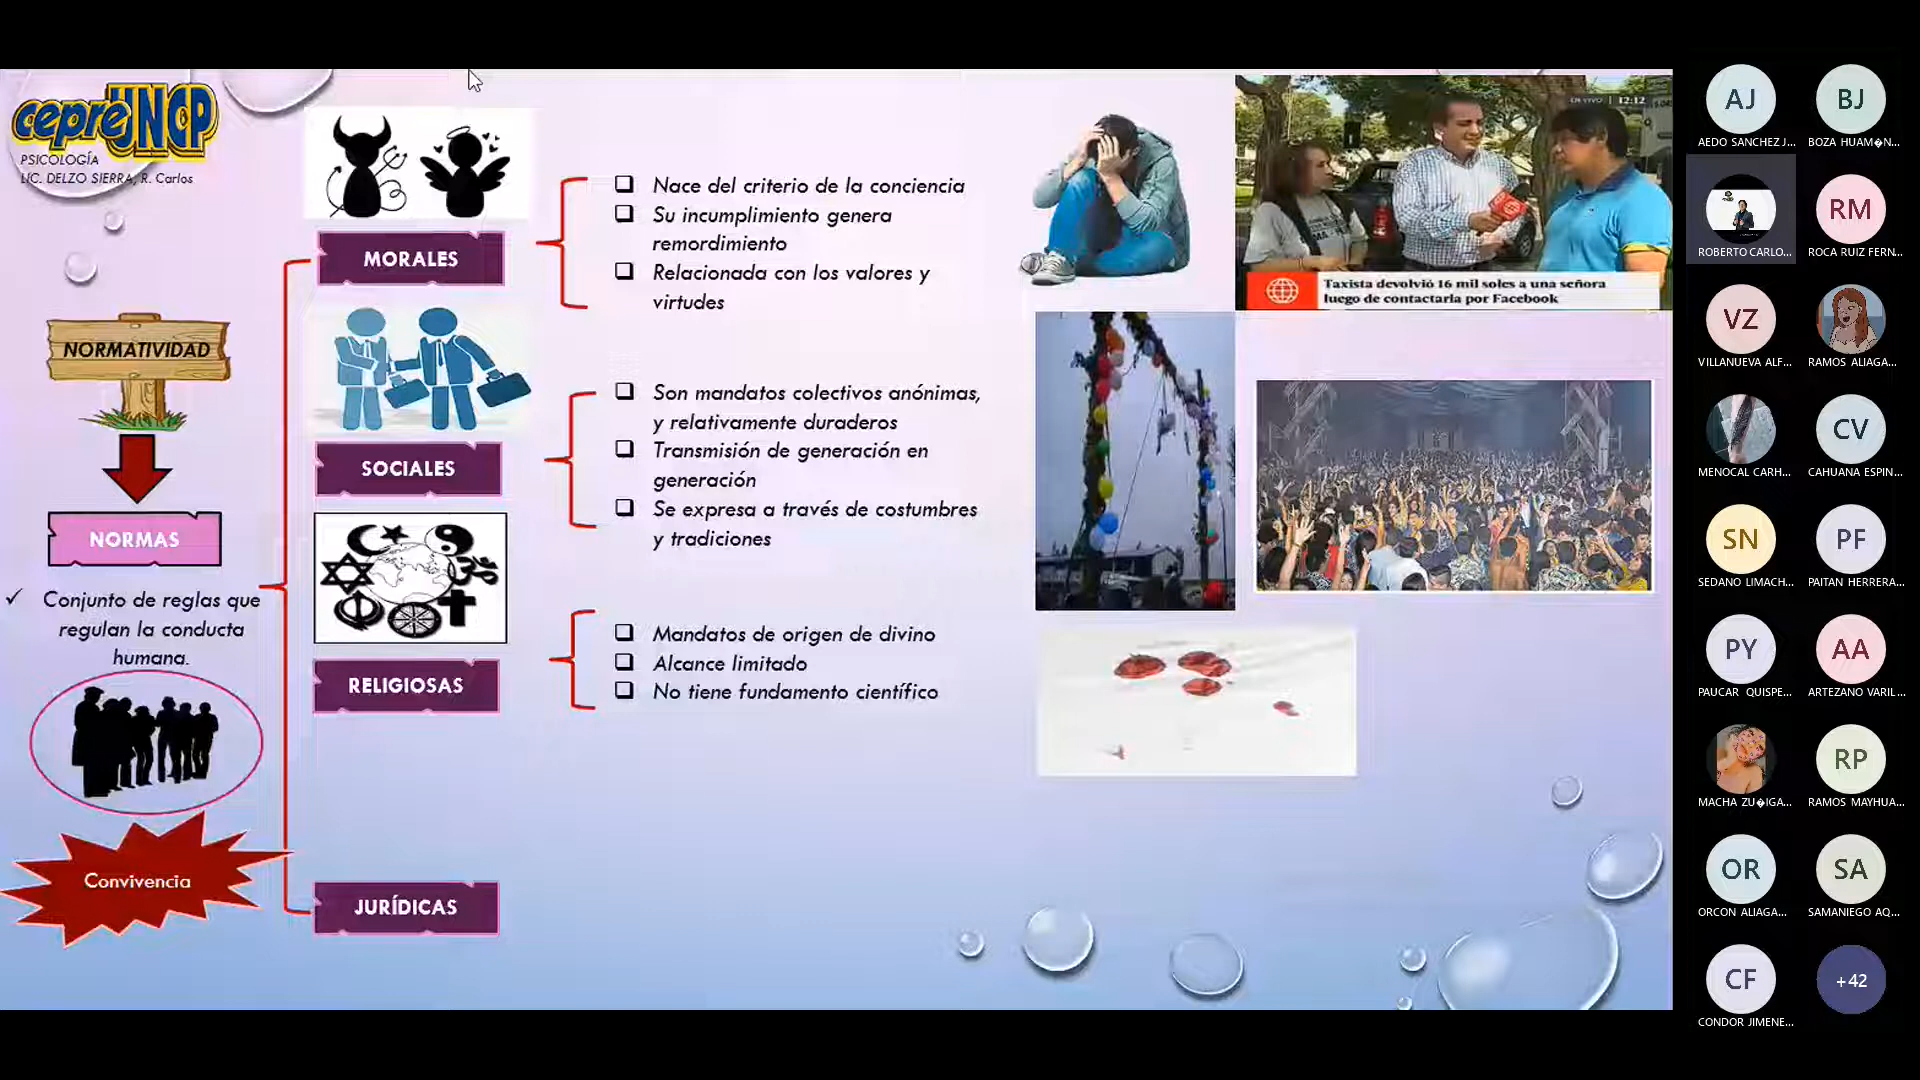 cepreUNCP
PSICOLOGÍA
LIC. DELZO SIERRA, R. Carlos
NORMATIVIDAD
NORMAS
✓ Conjunto de reglas que
regulan la conducta
humana.
Convivencia
MORALES
❑ Nace del criterio de la conciencia
❑ Su incumplimiento genera
remordimiento
❑ Relacionada con los valores y
virtudes
SOCIALES
❑ Son mandatos colectivos anónimas,
y relativamente duraderos
❑ Transmisión de generación en
generación
❑ Se expresa a través de costumbres
y tradiciones
RELIGIOSAS
❑ Mandatos de origen de divino
❑ Alcance limitado
❑ No tiene fundamento científico
JURÍDICAS
EN VIVO 12:12
Taxista devolvió 16 mil soles a una señora
luego de contactarla por Facebook
AJ
AEDO SANCHEZ J...
BJ
BOZA HUAM�N...
ROBERTO CARLO...
RM
ROCA RUIZ FERN...
VZ
VILLANUEVA ALF...
RAMOS ALIAGA...
MENOCAL CARH...
CV
CAHUANA ESPIN...
SN
SEDANO LIMACH...
PF
PAITAN HERRERA...
PY
PAUCAR QUISPE...
AA
ARTEZANO VARIL...
MACHA ZU�IGA...
RP
RAMOS MAYHUA...
OR
ORCON ALIAGA...
SA
SAMANIEGO AQ...
CF
CONDOR JIMENE...
+42